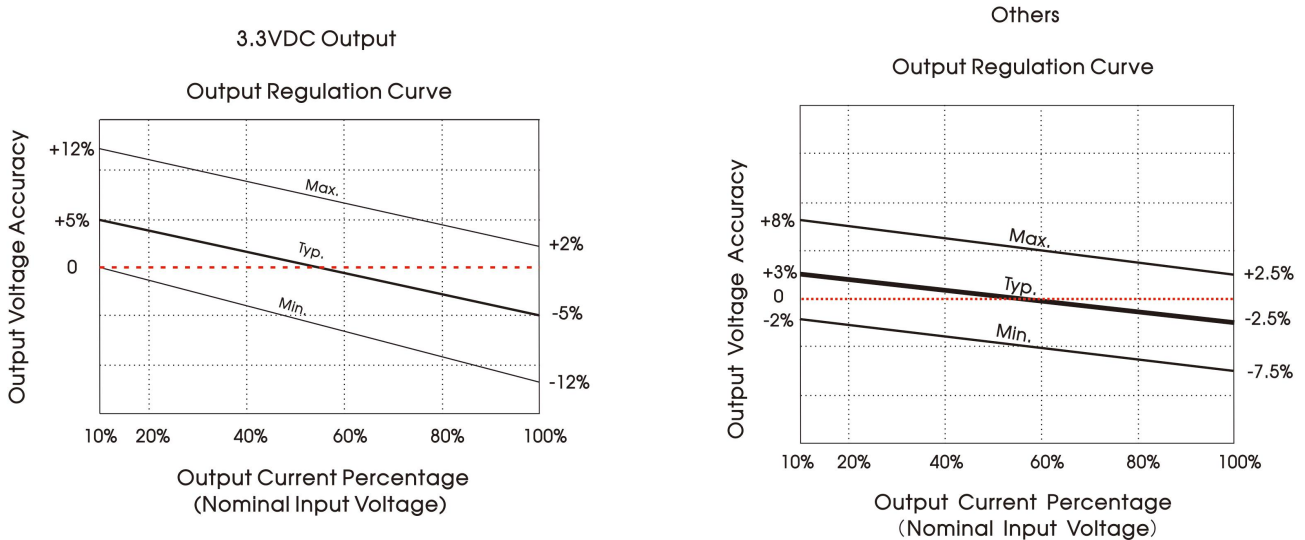 3.3VDC Output
Output Regulation Curve
Output Voltage Accuracy
+12%
+5%
0
Max.
Typ.
Min.
+2%
-5%
-12%
10% 20% 40% 60% 80% 100%
Output Current Percentage
(Nominal Input Voltage)
Others
Output Regulation Curve
Output Voltage Accuracy
+8%
+3%
0
-2%
Max.
Typ.
Min.
+2.5%
-2.5%
-7.5%
10% 20% 40% 60% 80% 100%
Output Current Percentage
（Nominal Input Voltage）